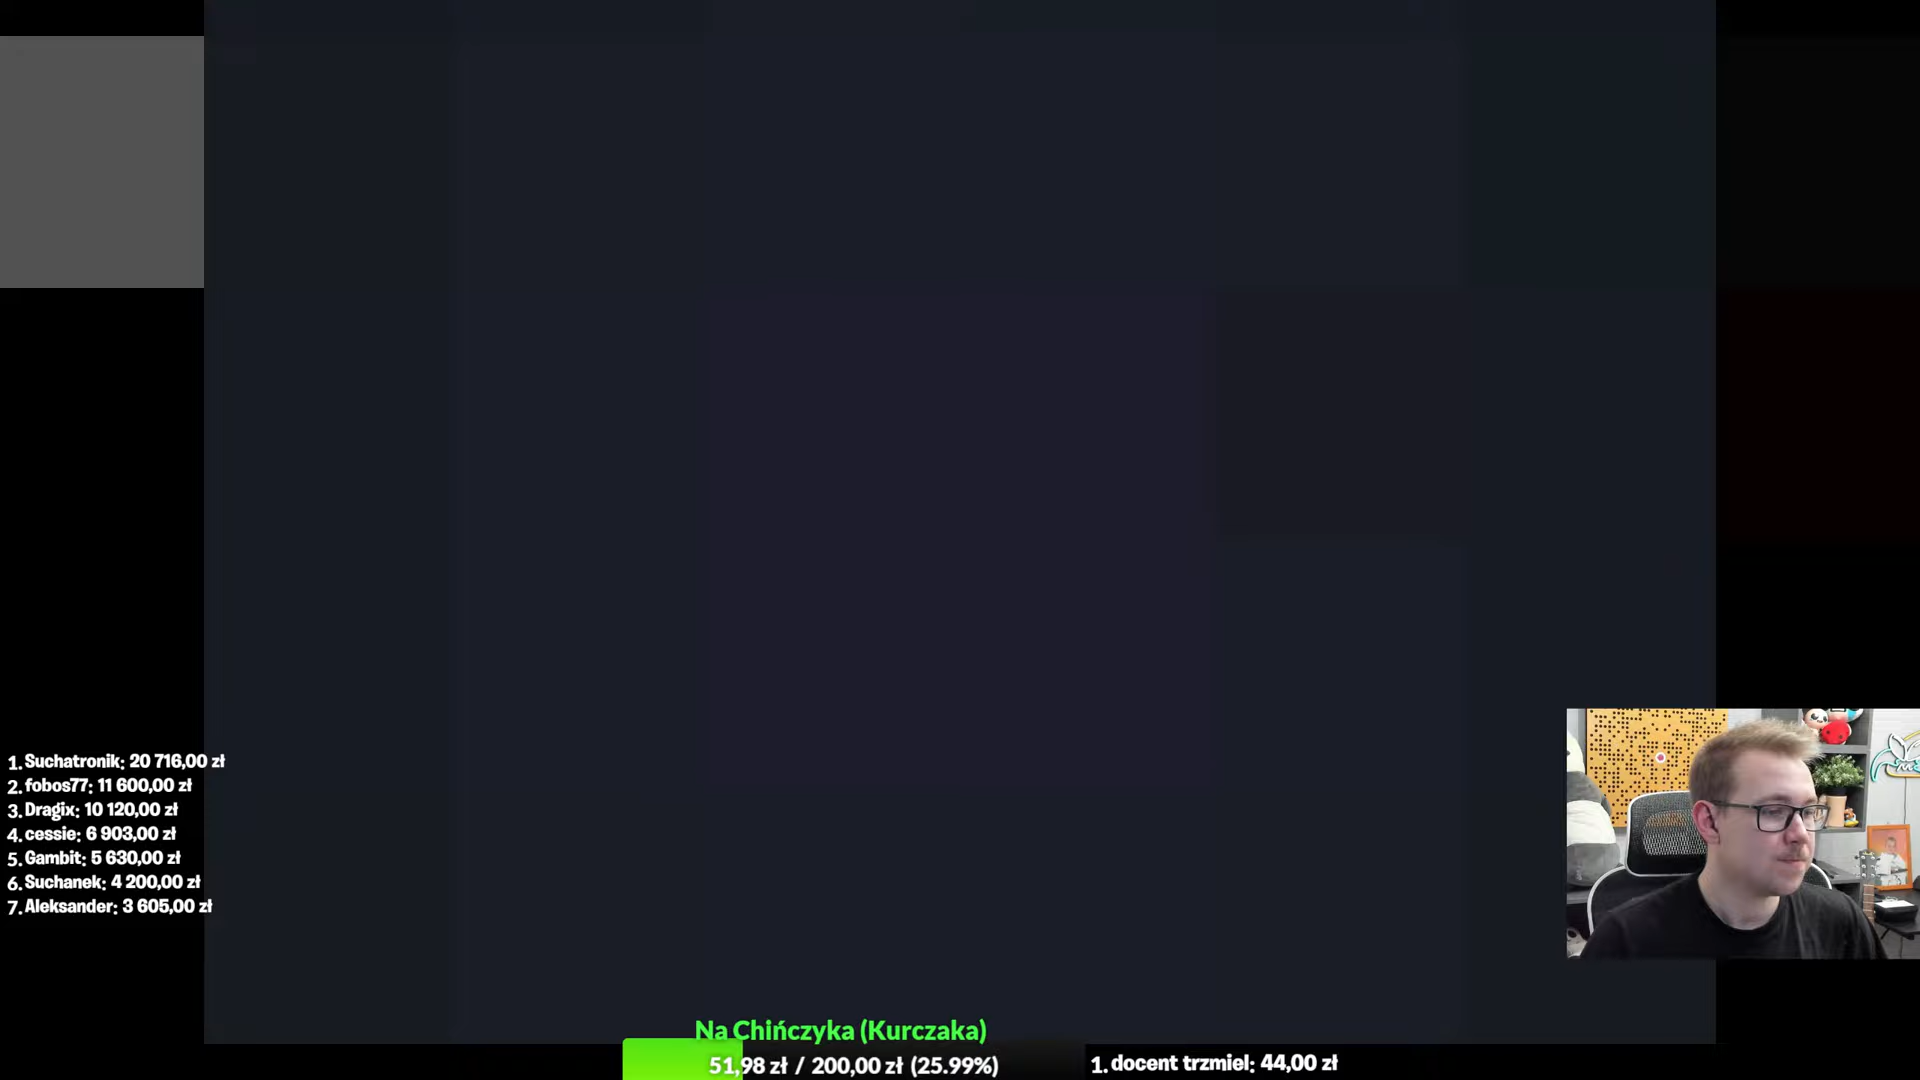 1. Suchatronik: 20 716,00 zł
2. fobos77: 11 600,00 zł
3. Dragix: 10 120,00 zł
4. cessie: 6 903,00 zł
5. Gambit: 5 630,00 zł
6. Suchanek: 4 200,00 zł
7. Aleksander: 3 605,00 zł
Na Chińczyka (Kurczaka)
51,98 zł / 200,00 zł (25.99%)
1. docent trzmiel: 44,00 zł